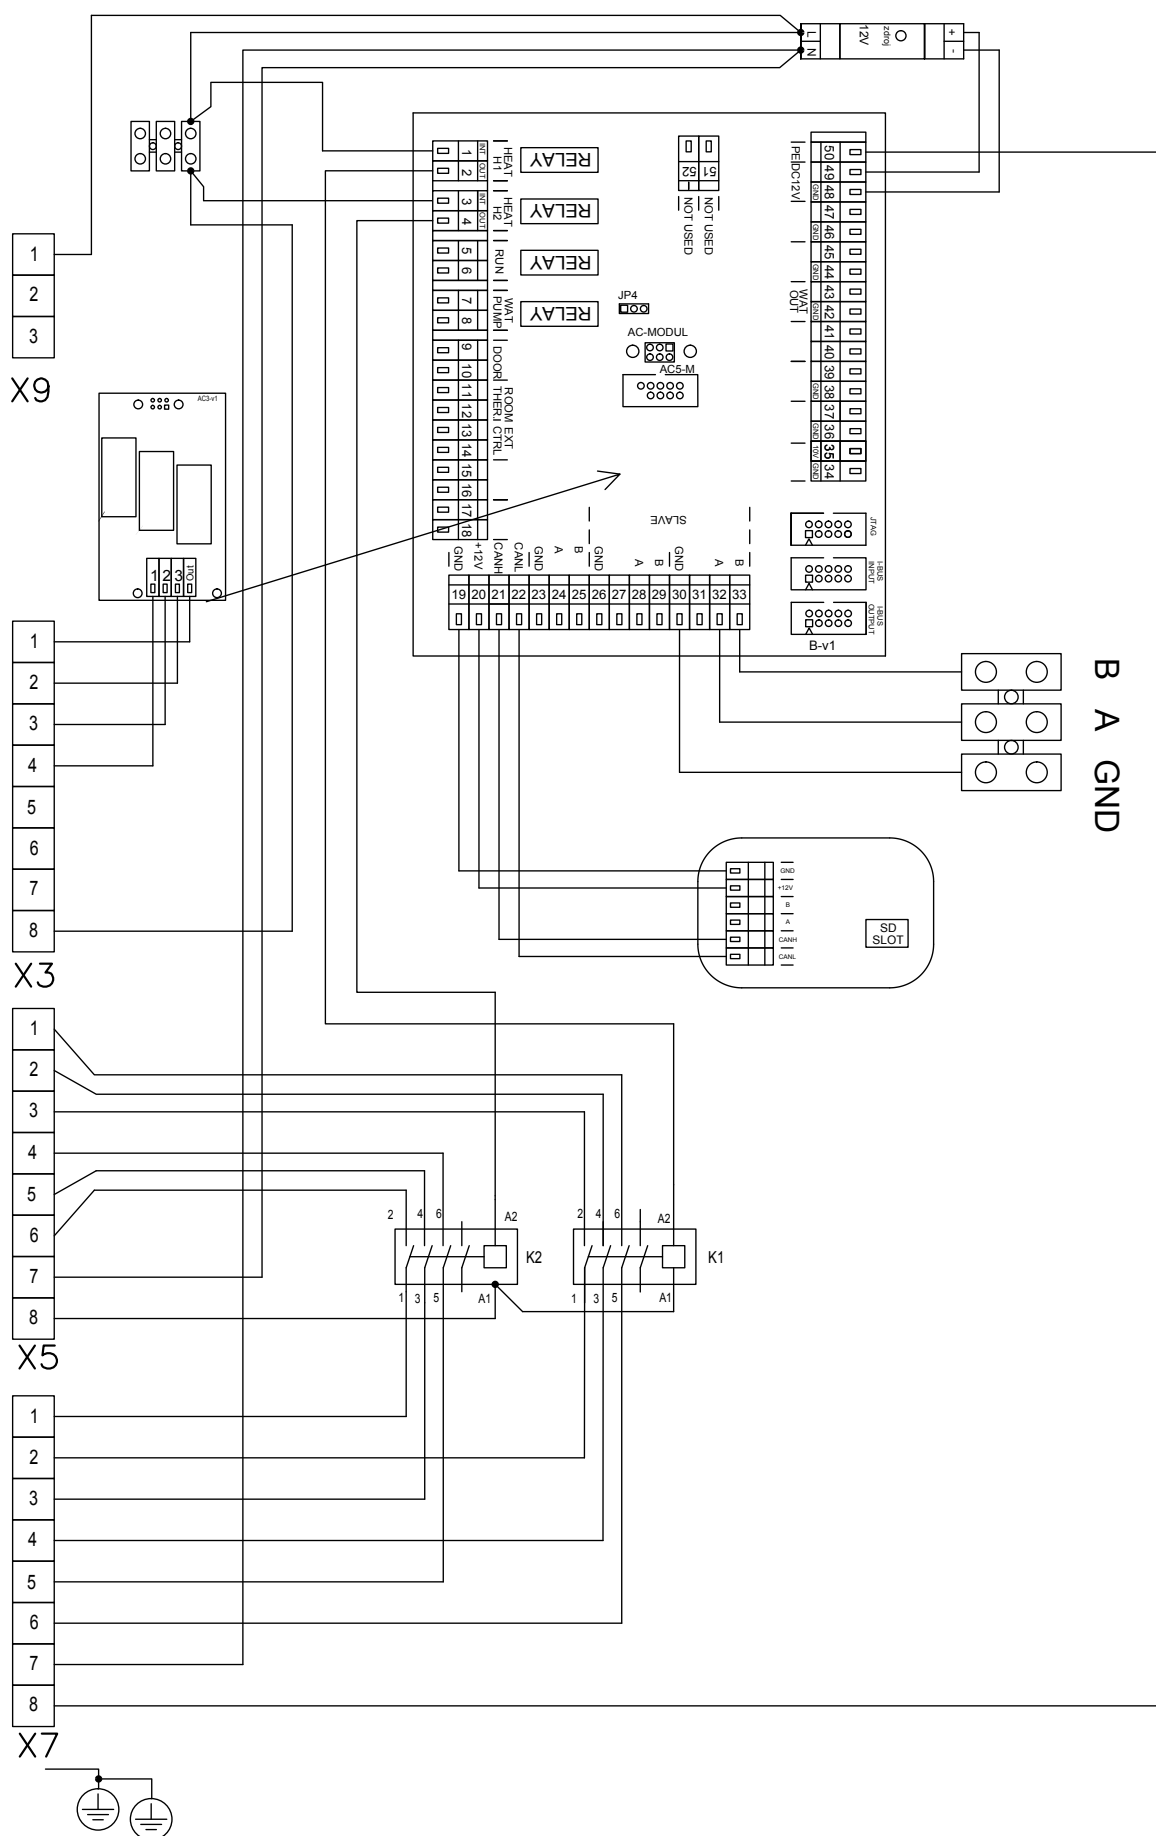 L
N
12V
zdroj
+
-
1 INT HEAT
2 OUT H1
RELAY
3 INT HEAT
4 OUT H2
RELAY
5
6
RUN
RELAY
7 WAT
8 PUMP
RELAY
9
10
DOOR
11
12
THER.
ROOM
13
14
CTRL
EXT
15
16
17
18
52 51
NOT USED
NOT USED
JP4
AC-MODUL
AC5-M
PE
DC12V
50
49
48 GND
47
46 GND
45
44 GND
43
42 GND
WAT
OUT
41
40
39
38 GND
37
36 GND
35 10V
34 GND
JTAG
I-BUS
INPUT
I-BUS
OUTPUT
B-v1
SLAVE
GND +12V CANH CANL GND A B GND A B GND A B
19 20 21 22 23 24 25 26 27 28 29 30 31 32 33
1
2
3
X9
AC3-v1
1 2 3 Out
1
2
3
4
5
6
7
8
X3
B
A
GND
GND
+12V
B
A
CANH
CANL
SD
SLOT
1
2
3
4
5
6
7
8
X5
2 4 6 A2
K2
1 3 5 A1
2 4 6 A2
K1
1 3 5 A1
1
2
3
4
5
6
7
8
X7